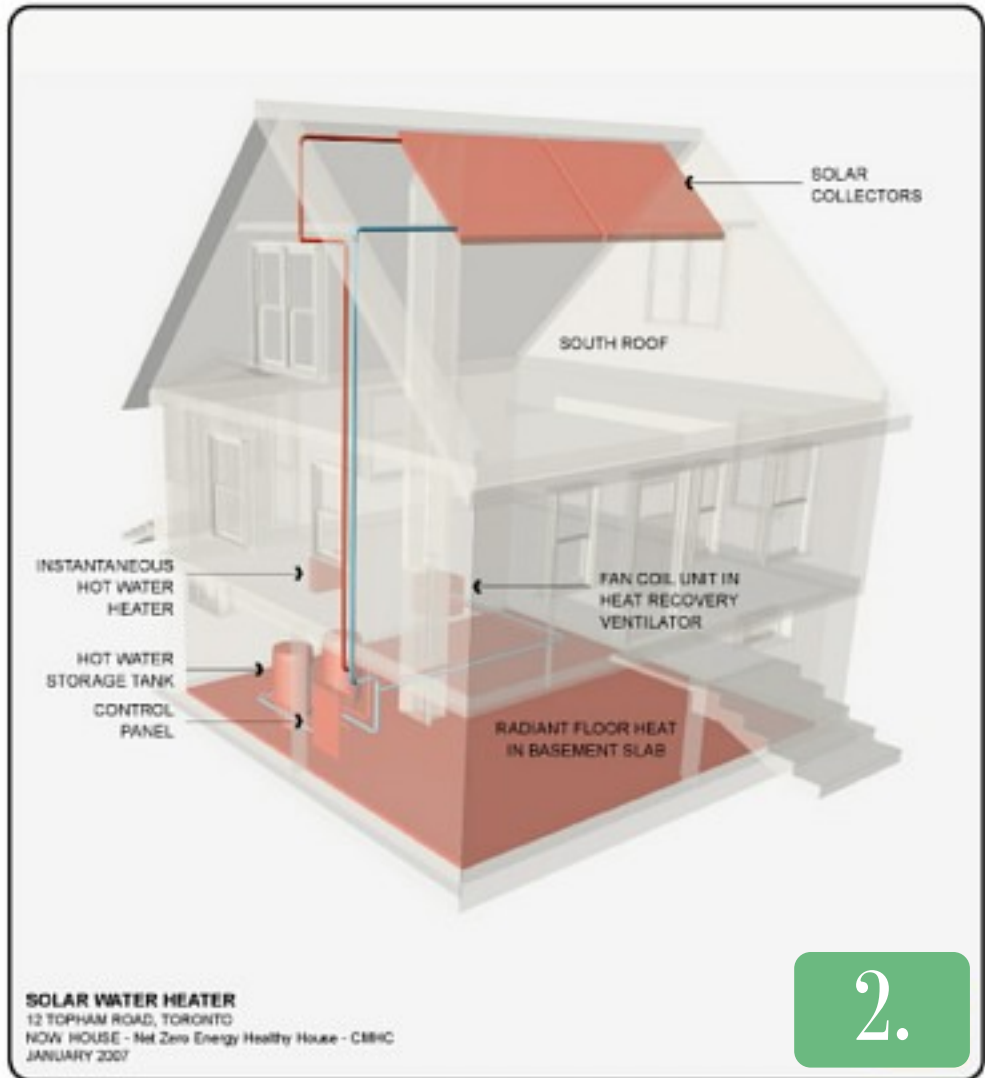 SOLAR
COLLECTORS
SOUTH ROOF
INSTANTANEOUS
HOT WATER
HEATER
FAN COIL UNIT IN
HEAT RECOVERY
VENTILATOR
HOT WATER
STORAGE TANK
CONTROL
PANEL
RADIANT FLOOR HEAT
IN BASEMENT SLAB
SOLAR WATER HEATER
12 TOPHAM ROAD, TORONTO
NOW HOUSE - Net Zero Energy Healthy House - CMHC
JANUARY 2007
2.